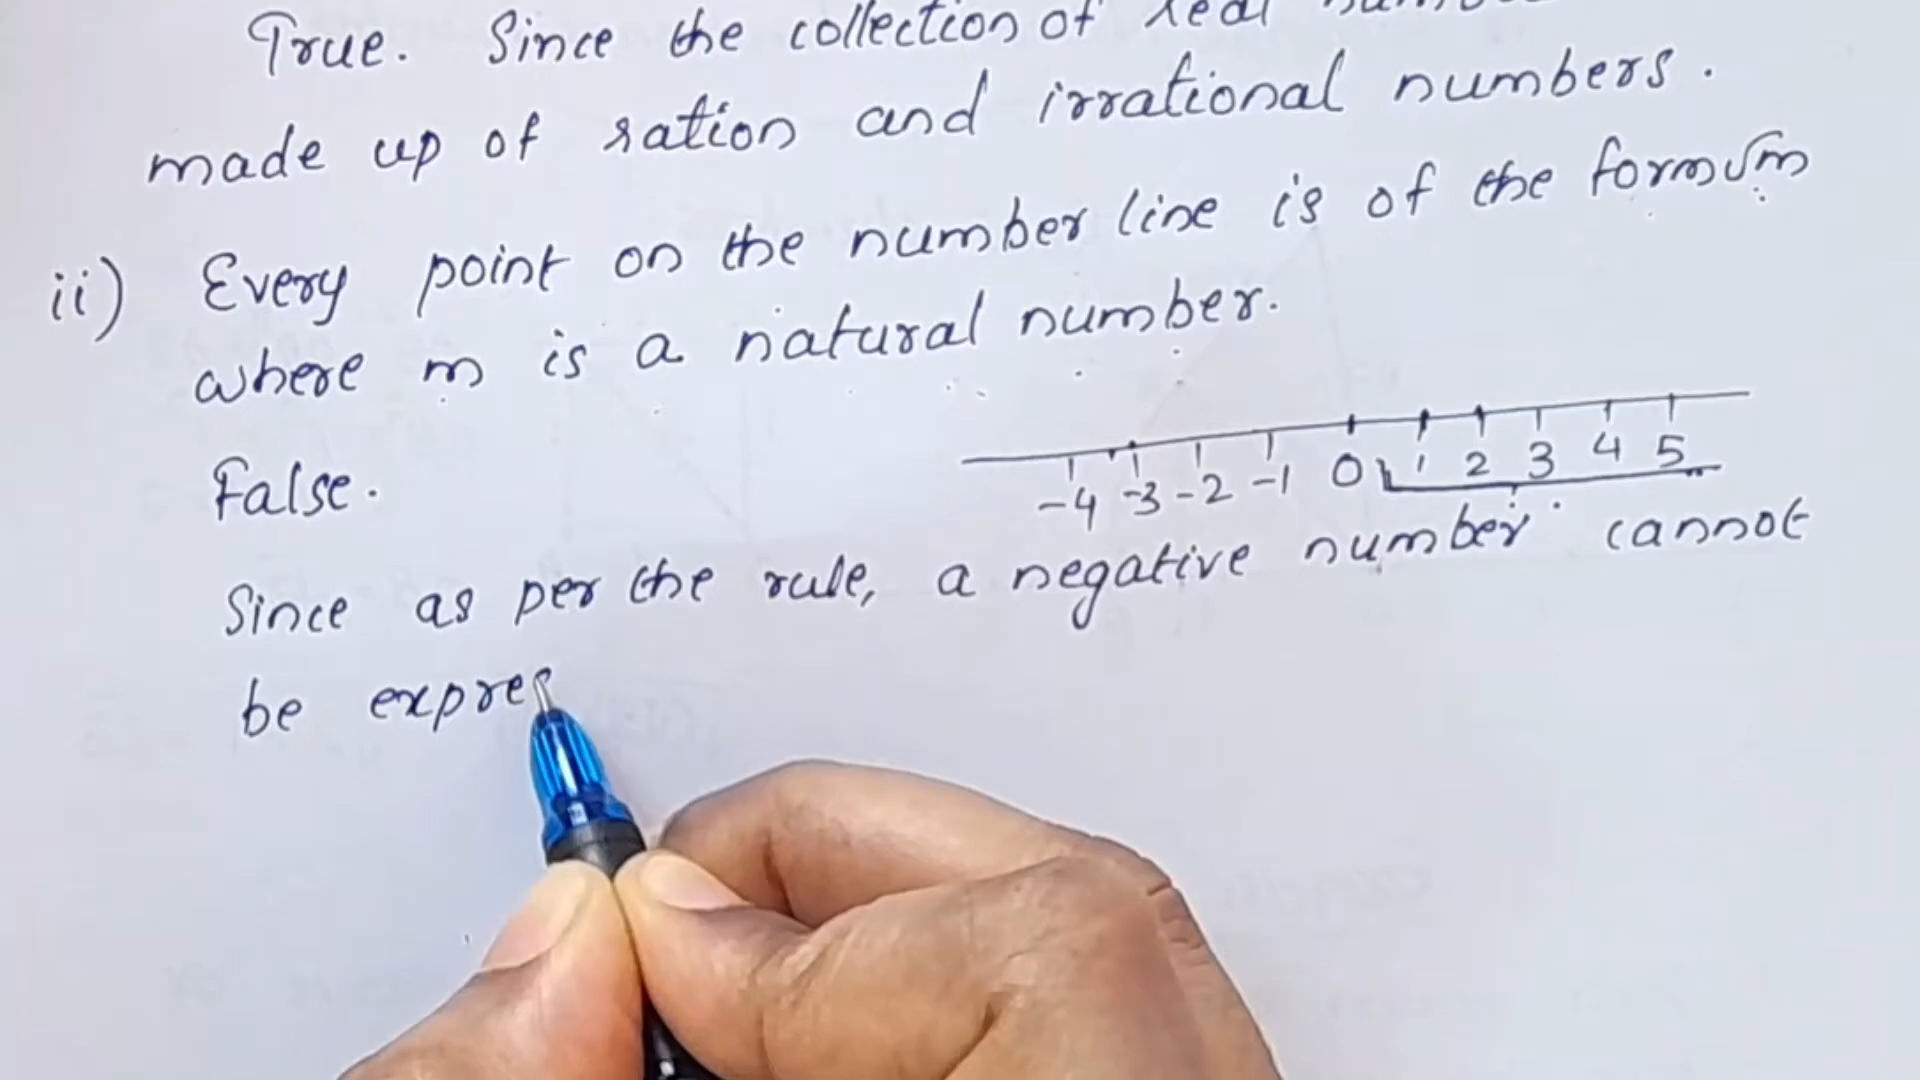 True. Since the collection of real
made up of ration and irrational numbers.
ii) Every point on the number line is of the form √m
where m is a natural number.
-4 -3 -2 -1 0 1 2 3 4 5
False.
Since as per the rule, a negative number cannot
be expres